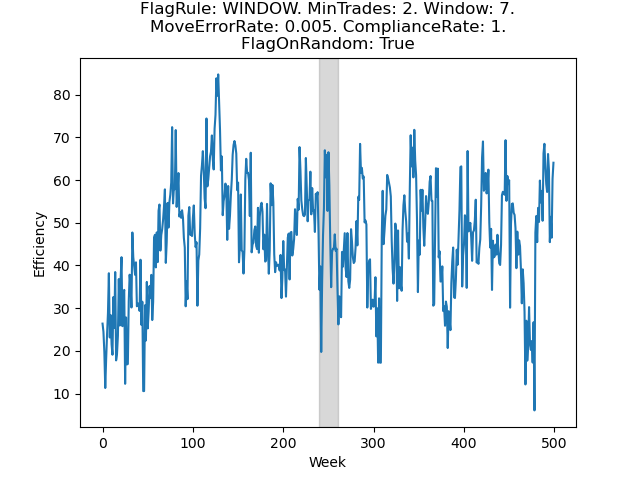 FlagRule: WINDOW. MinTrades: 2. Window: 7.
MoveErrorRate: 0.005. ComplianceRate: 1.
FlagOnRandom: True
80
70
60
50
40
30
20
10
Efficiency
0
100
200
300
400
500
Week